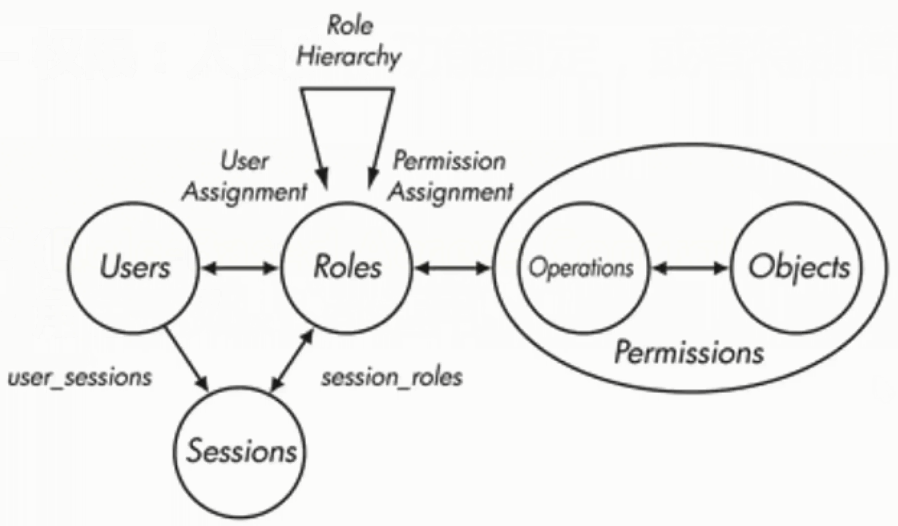 Role
Hierarchy
User
Assignment
Permission
Assignment
Users
Roles
Operations
Objects
Permissions
user_sessions
session_roles
Sessions